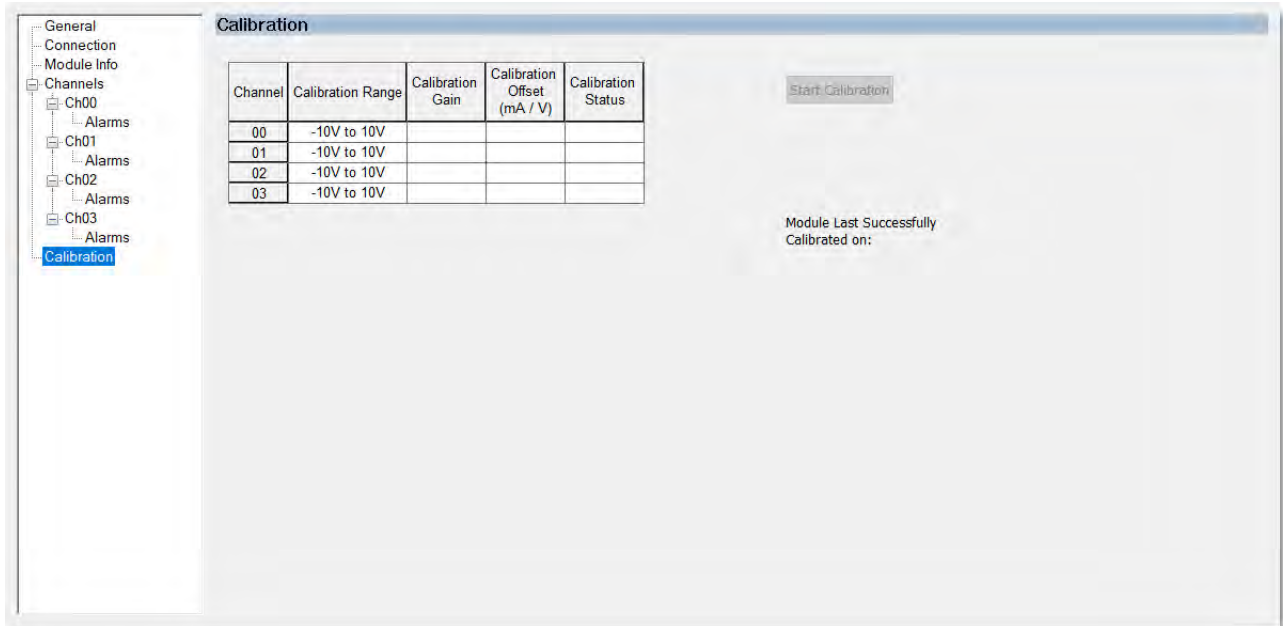 General
Connection
Module Info
Channels
Ch00
Alarms
Ch01
Alarms
Ch02
Alarms
Ch03
Alarms
Calibration
Calibration
Channel Calibration Range Calibration Gain Calibration Offset (mA / V) Calibration Status
00 -10V to 10V
01 -10V to 10V
02 -10V to 10V
03 -10V to 10V
Start Calibration
Module Last Successfully
Calibrated on: